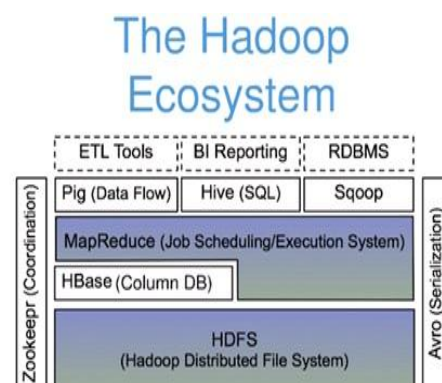 The Hadoop
Ecosystem
ETL Tools
BI Reporting
RDBMS
Pig (Data Flow)
Hive (SQL)
Sqoop
MapReduce (Job Scheduling/Execution System)
HBase (Column DB)
HDFS
(Hadoop Distributed File System)
Zookeepr (Coordination)
Avro (Serialization)